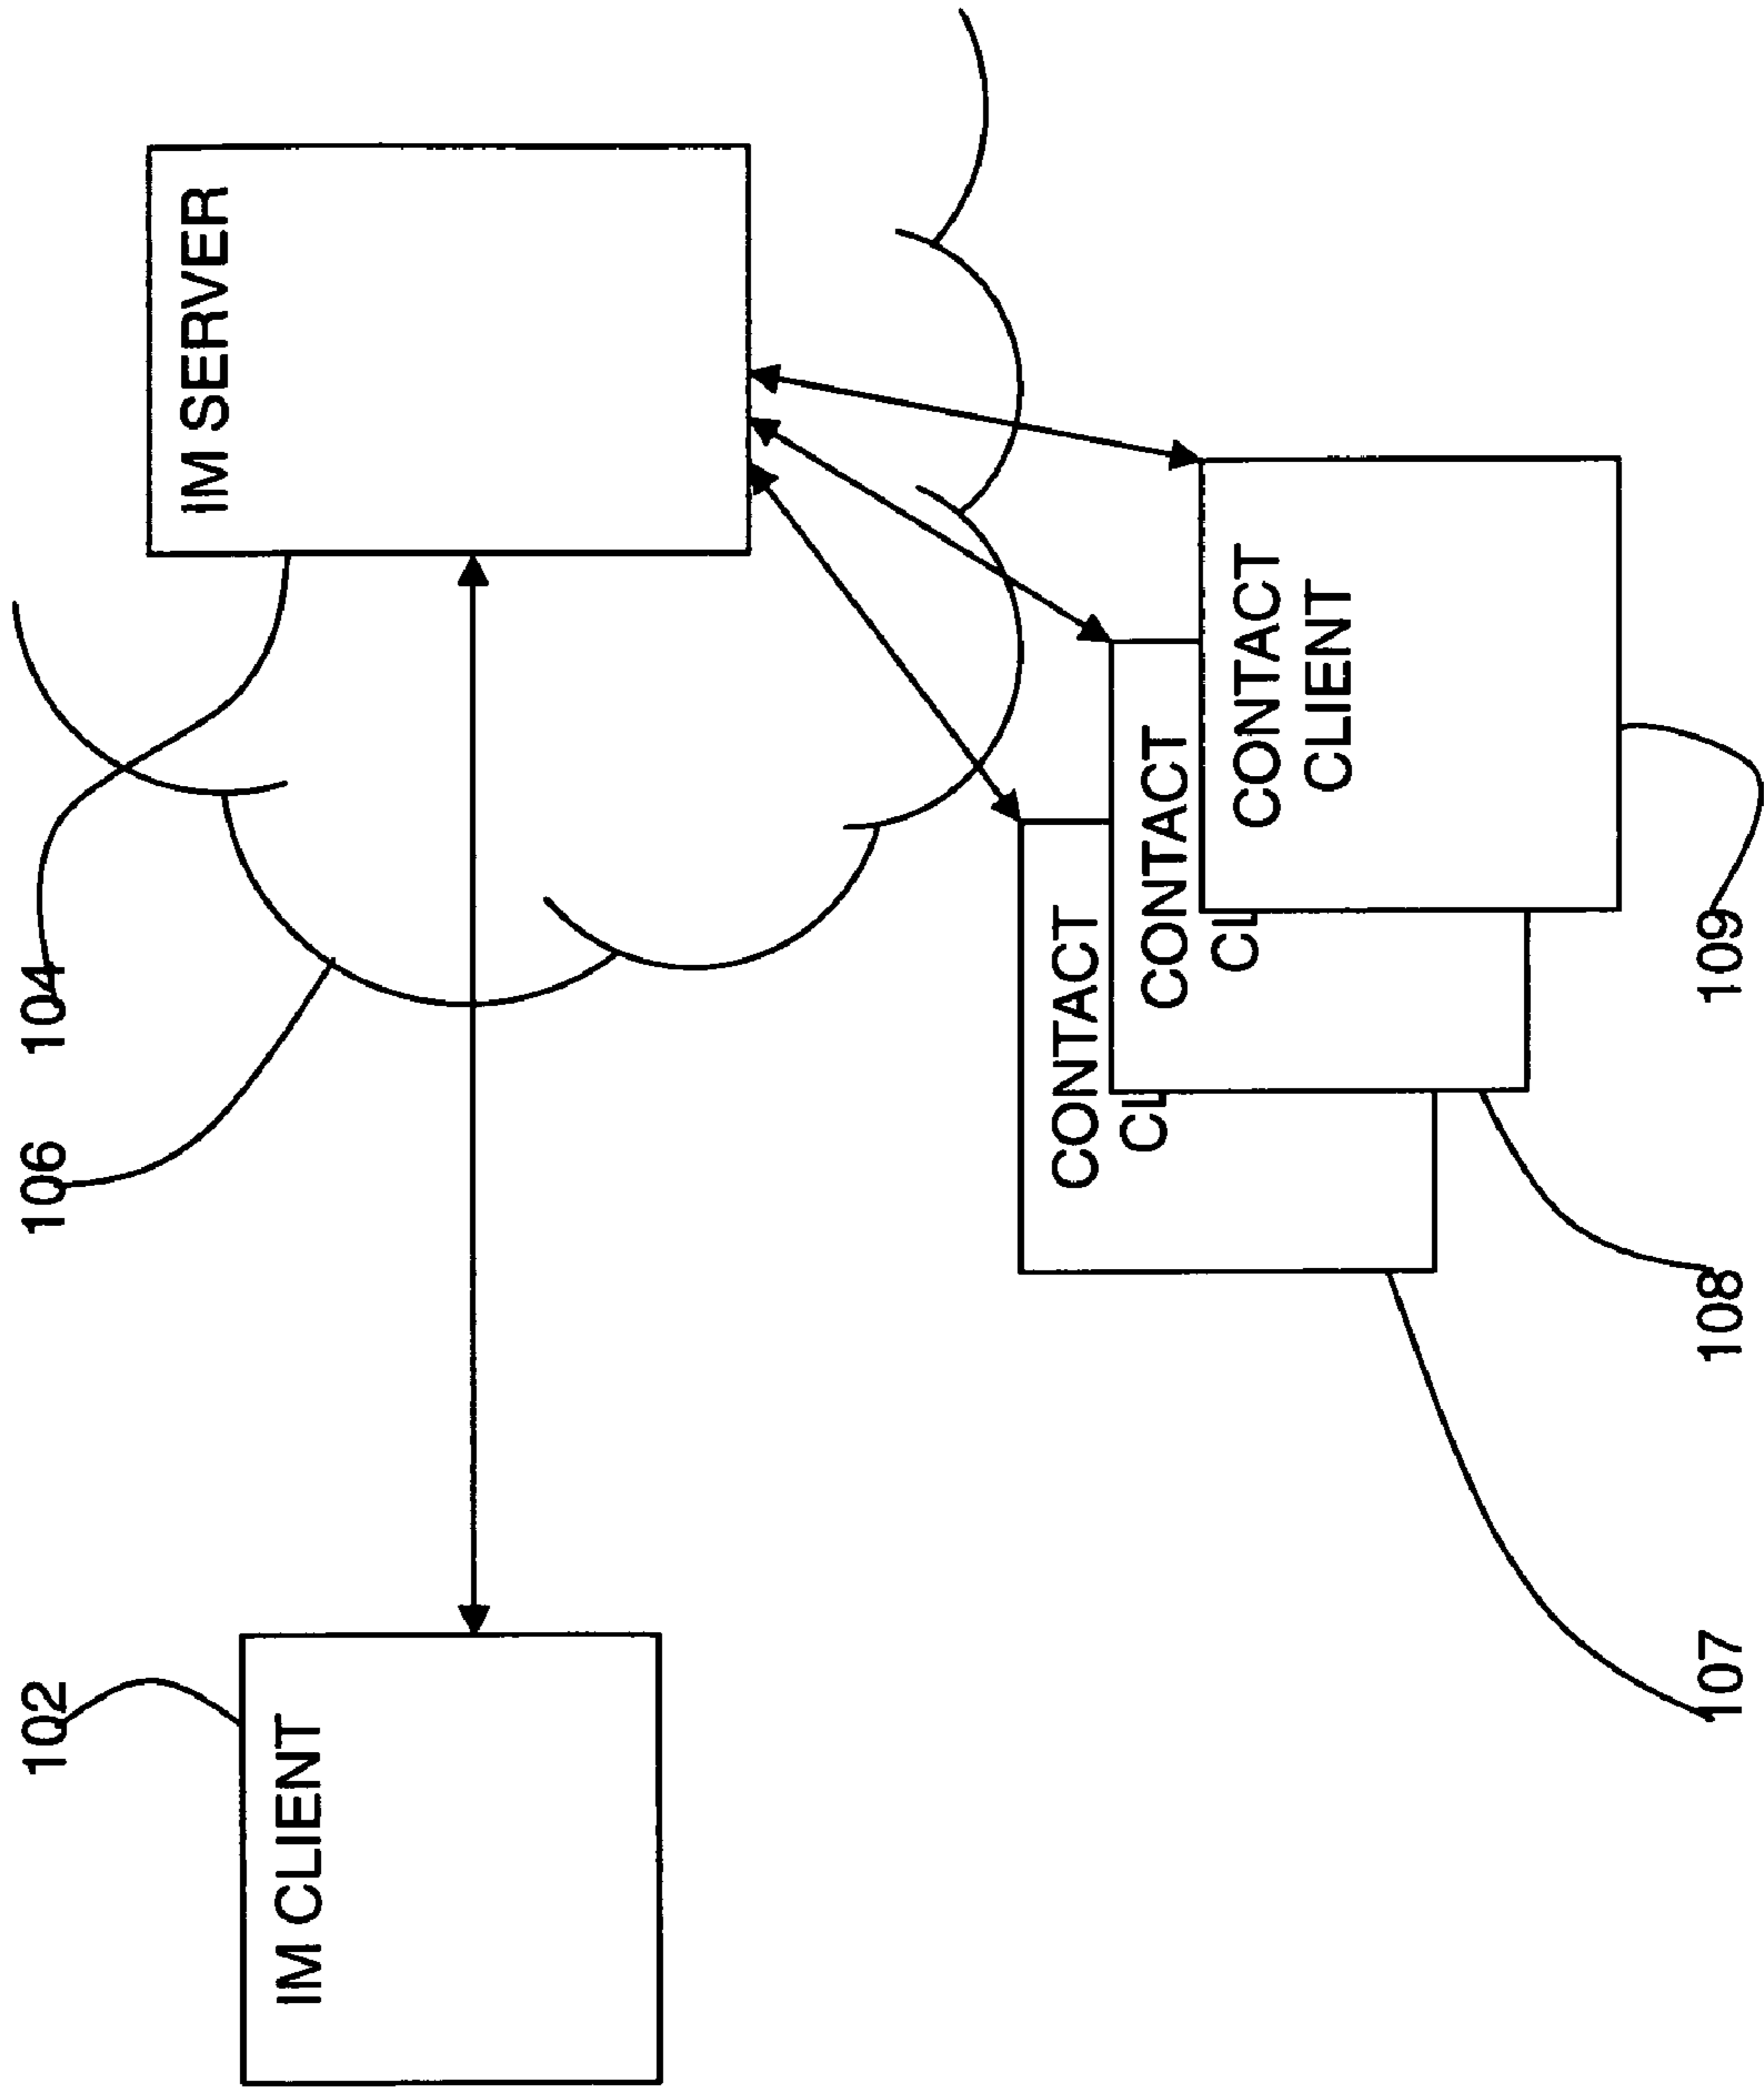 102
106
104
IM CLIENT
IM SERVER
CONTACT
CL
CONTACT
CL
CONTACT
CLIENT
107
108
109